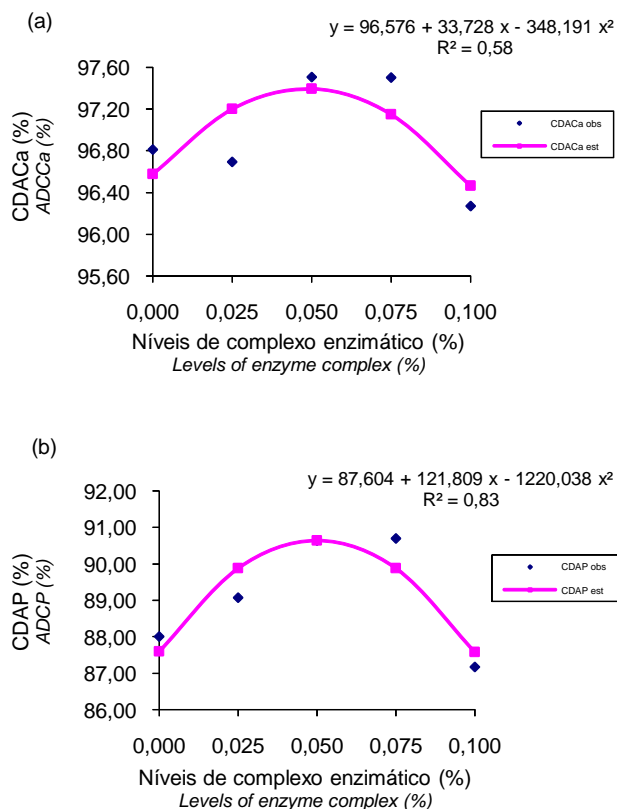 (a)
y = 96,576 + 33,728 x - 348,191 x²
R² = 0,58
97,60
97,20
96,80
96,40
96,00
95,60
CDACa (%)
ADCCa (%)
CDACa obs
CDACa est
0,000 0,025 0,050 0,075 0,100
Níveis de complexo enzimático (%)
Levels of enzyme complex (%)
(b)
y = 87,604 + 121,809 x - 1220,038 x²
R² = 0,83
92,00
91,00
90,00
89,00
88,00
87,00
86,00
CDAP (%)
ADCP (%)
CDAP obs
CDAP est
0,000 0,025 0,050 0,075 0,100
Níveis de complexo enzimático (%)
Levels of enzyme complex (%)